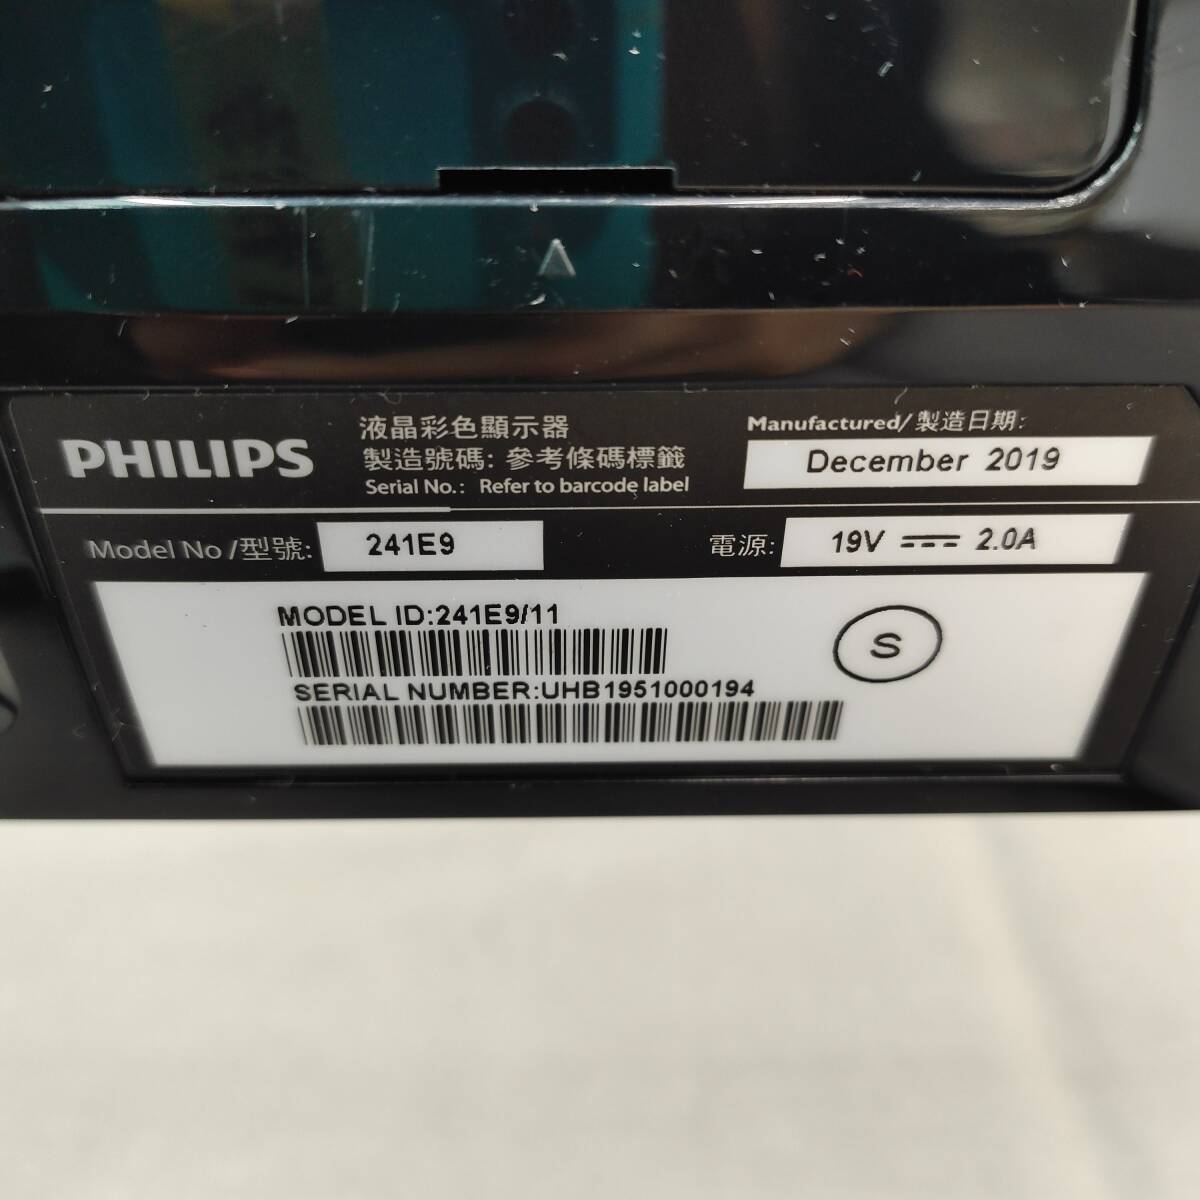 PHILIPS
液晶彩色顯示器
製造號碼: 參考條碼標籤
Serial No.: Refer to barcode label
Manufactured/製造日期:
December 2019
Model No/型號: 241E9
電源: 19V ⎓ 2.0A
MODEL ID:241E9/11
SERIAL NUMBER:UHB1951000194
S